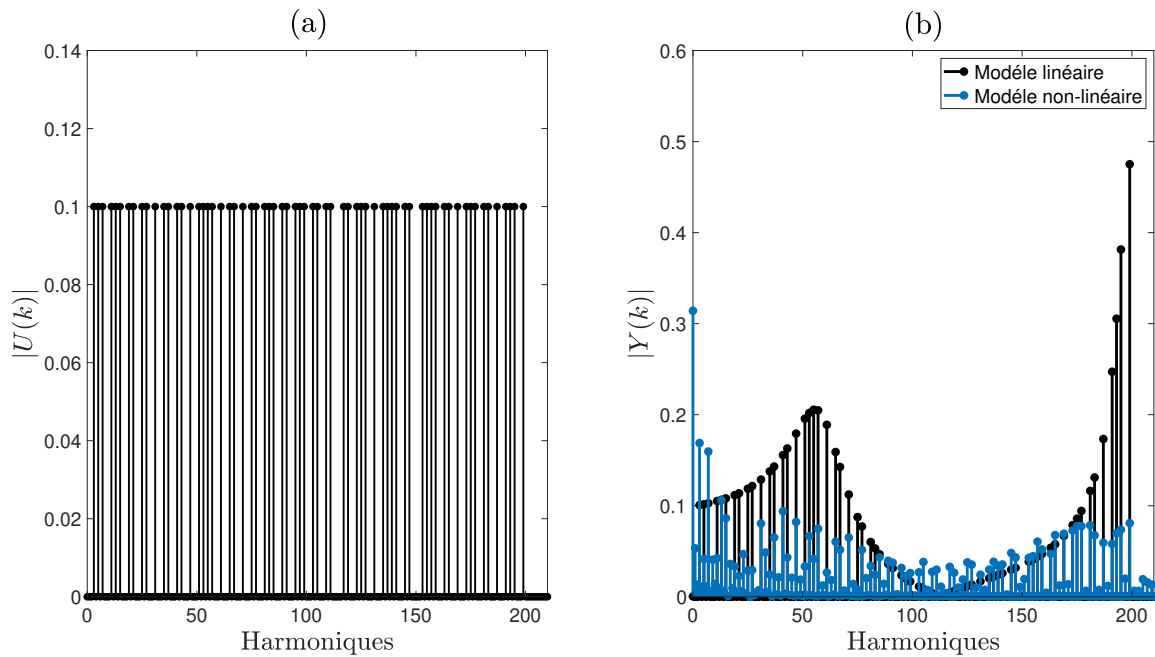 (a)
0.14
0.12
0.1
0.08
0.06
0.04
0.02
0
0 50 100 150 200
|U(k)|
Harmoniques
(b)
0.6
0.5
0.4
0.3
0.2
0.1
0
0 50 100 150 200
|Y(k)|
Harmoniques
Modéle linéaire
Modéle non-linéaire